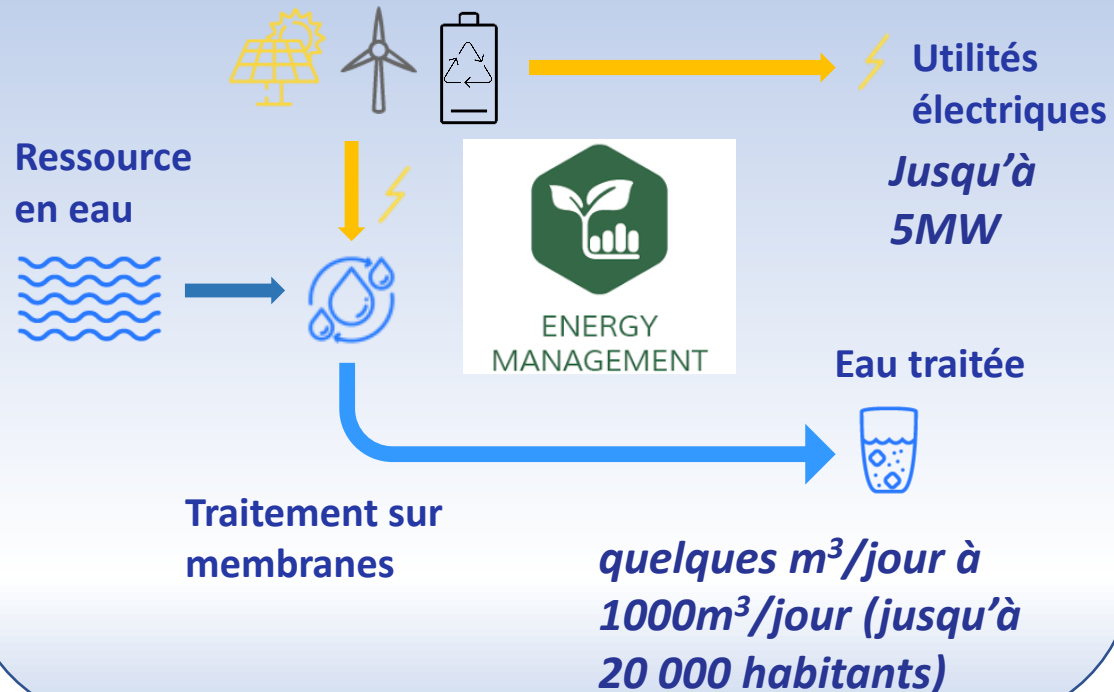 Utilités
électriques
Jusqu’à
5MW
Ressource
en eau
ENERGY
MANAGEMENT
Eau traitée
Traitement sur
membranes
quelques m³/jour à
1000m³/jour (jusqu’à
20 000 habitants)